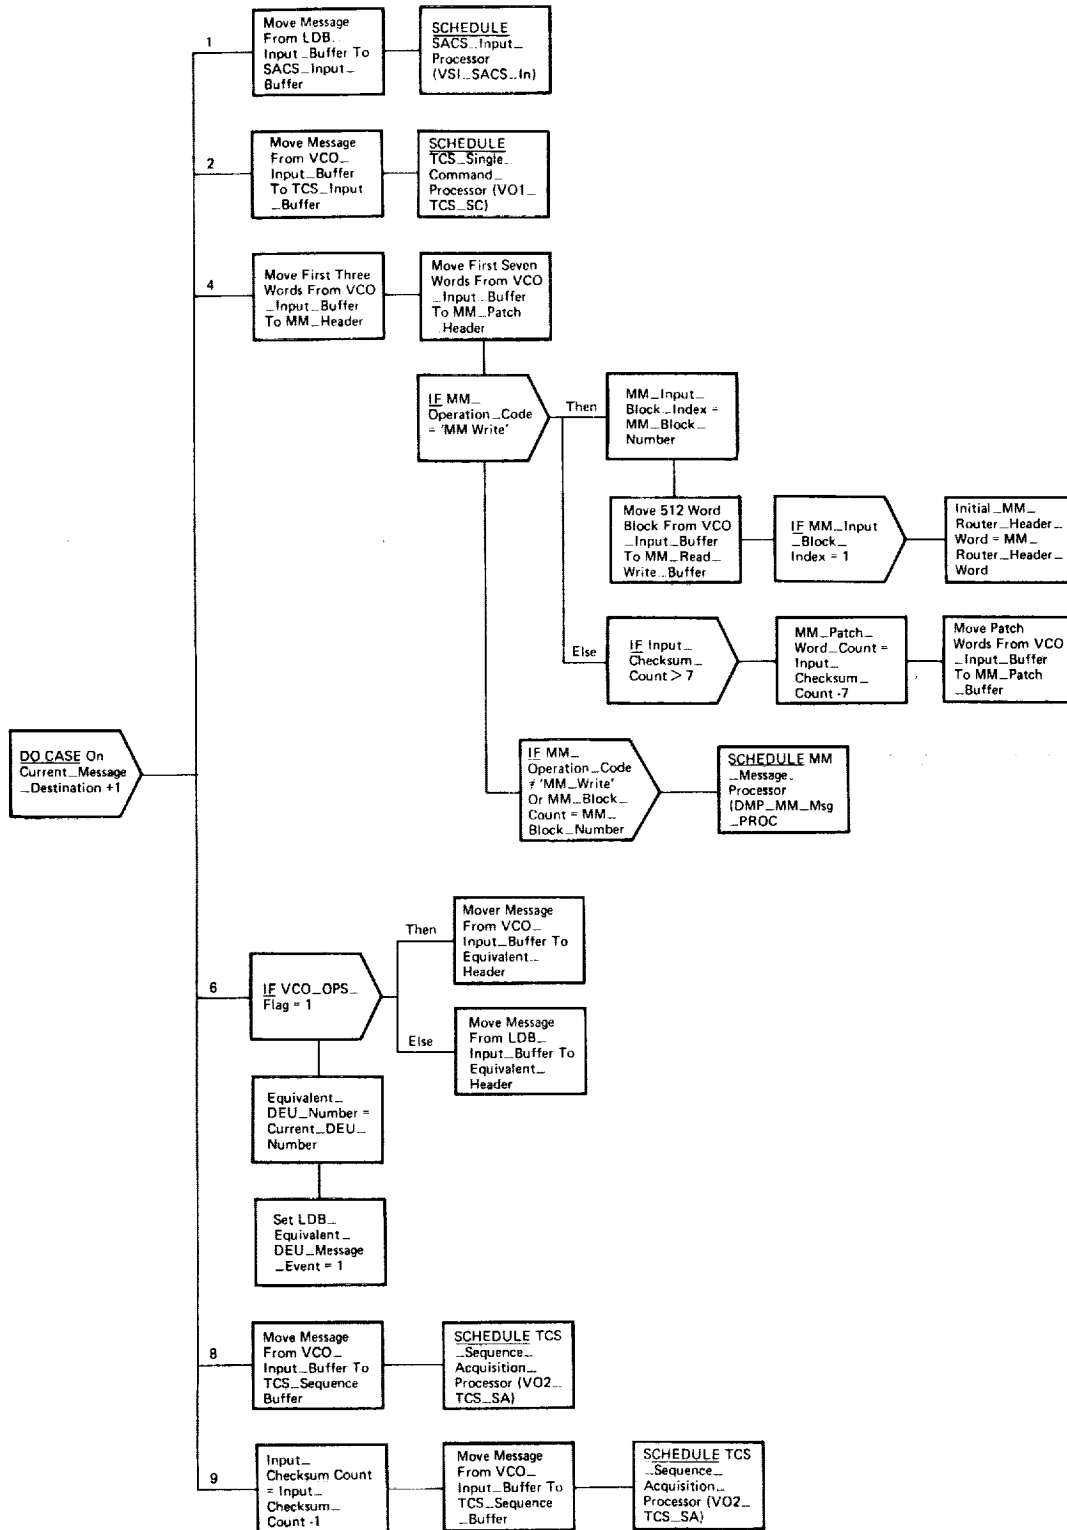 1
Move Message
From LDB_
Input_Buffer To
SACS_Input_
Buffer
SCHEDULE
SACS_Input_
Processor
(VSI_SACS_In)
2
Move Message
From VCO_
Input_Buffer
To TCS_Input
_Buffer
SCHEDULE
TCS_Single_
Command_
Processor (VO1_
TCS_SC)
4
Move First Three
Words From VCO
_Input_Buffer
To MM_Header
Move First Seven
Words From VCO
_Input_Buffer
To MM_Patch
_Header
IF MM_
Operation_Code
= 'MM Write'
Then
MM_Input_
Block_Index =
MM_Block_
Number
Move 512 Word
Block From VCO
_Input_Buffer
To MM_Read_
Write_Buffer
IF MM_Input
_Block_
Index = 1
Initial_MM_
Router_Header_
Word = MM_
Router_Header_
Word
Else
IF Input_
Checksum_
Count > 7
MM_Patch_
Word_Count =
Input_
Checksum_
Count -7
Move Patch
Words From VCO
_Input_Buffer
To MM_Patch
_Buffer
DO CASE On
Current_Message
_Destination +1
IF MM_
Operation_Code
≠ 'MM_Write'
Or MM_Block_
Count = MM_
Block_Number
SCHEDULE MM
_Message_
Processor
(DMP_MM_Msg
_PROC
6
IF VCO_OPS_
Flag = 1
Then
Mover Message
From VCO_
Input_Buffer To
Equivalent_
Header
Else
Move Message
From LDB_
Input_Buffer To
Equivalent_
Header
Equivalent_
DEU_Number =
Current_DEU_
Number
Set LDB_
Equivalent_
DEU_Message
_Event = 1
8
Move Message
From VCO_
Input_Buffer To
TCS_Sequence
Buffer
SCHEDULE TCS
_Sequence_
Acquisition_
Processor (VO2_
TCS_SA)
9
Input_
Checksum Count
= Input_
Checksum_
Count -1
Move Message
From VCO_
Input_Buffer To
TCS_Sequence
_Buffer
SCHEDULE TCS
_Sequence_
Acquisition_
Processor (VO2_
TCS_SA)